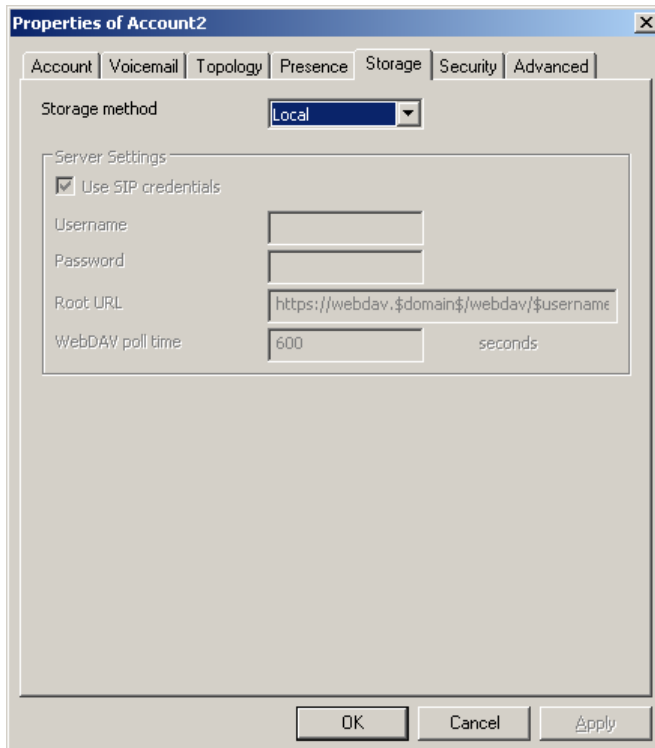 Properties of Account2
Account Voicemail Topology Presence Storage Security Advanced
Storage method Local
Server Settings
Use SIP credentials
Username
Password
Root URL https://webdav.$domain$/webdav/$username
WebDAV poll time 600 seconds
OK Cancel Apply